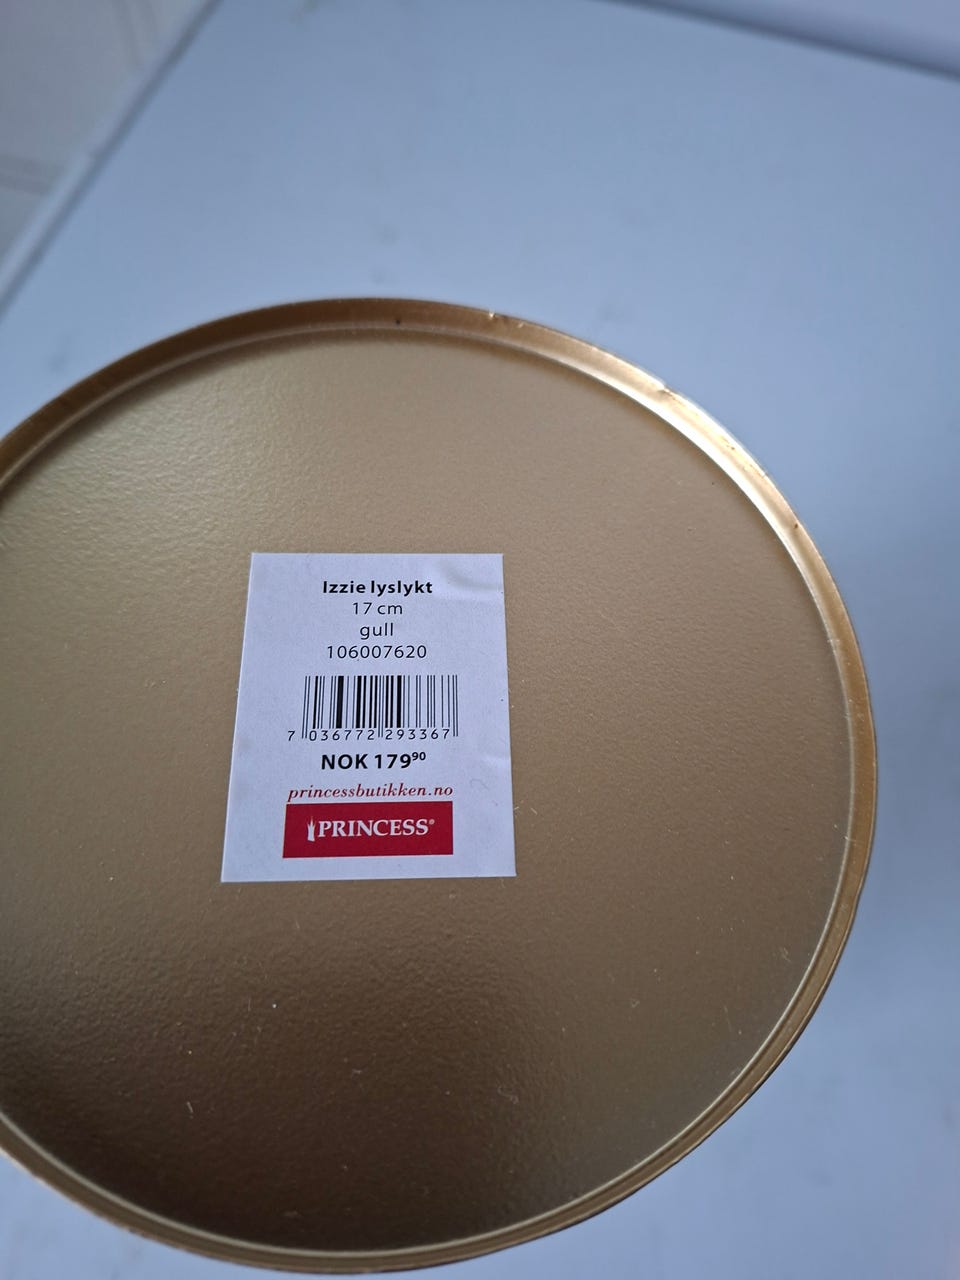 Izzie lyslykt
17 cm
gull
106007620
7 036772 293367
NOK 179⁹⁰
princessbutikken.no
PRINCESS®